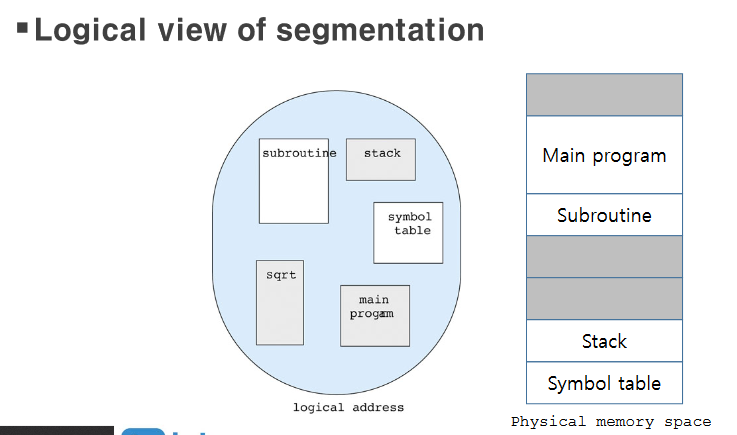 ▪Logical view of segmentation
subroutine
stack
symbol
table
sqrt
main
progam
logical address
Main program
Subroutine
Stack
Symbol table
Physical memory space